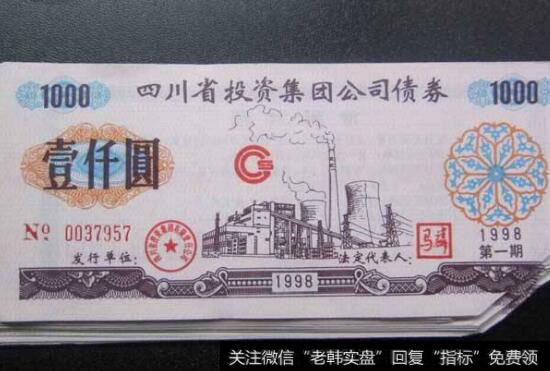 1000 四川省投资集团公司债券 1000
壹仟圆
№ 0037957
1998
第一期
发行单位： 法定代表人：
1998
关注微信“老韩实盘”回复“指标”免费领